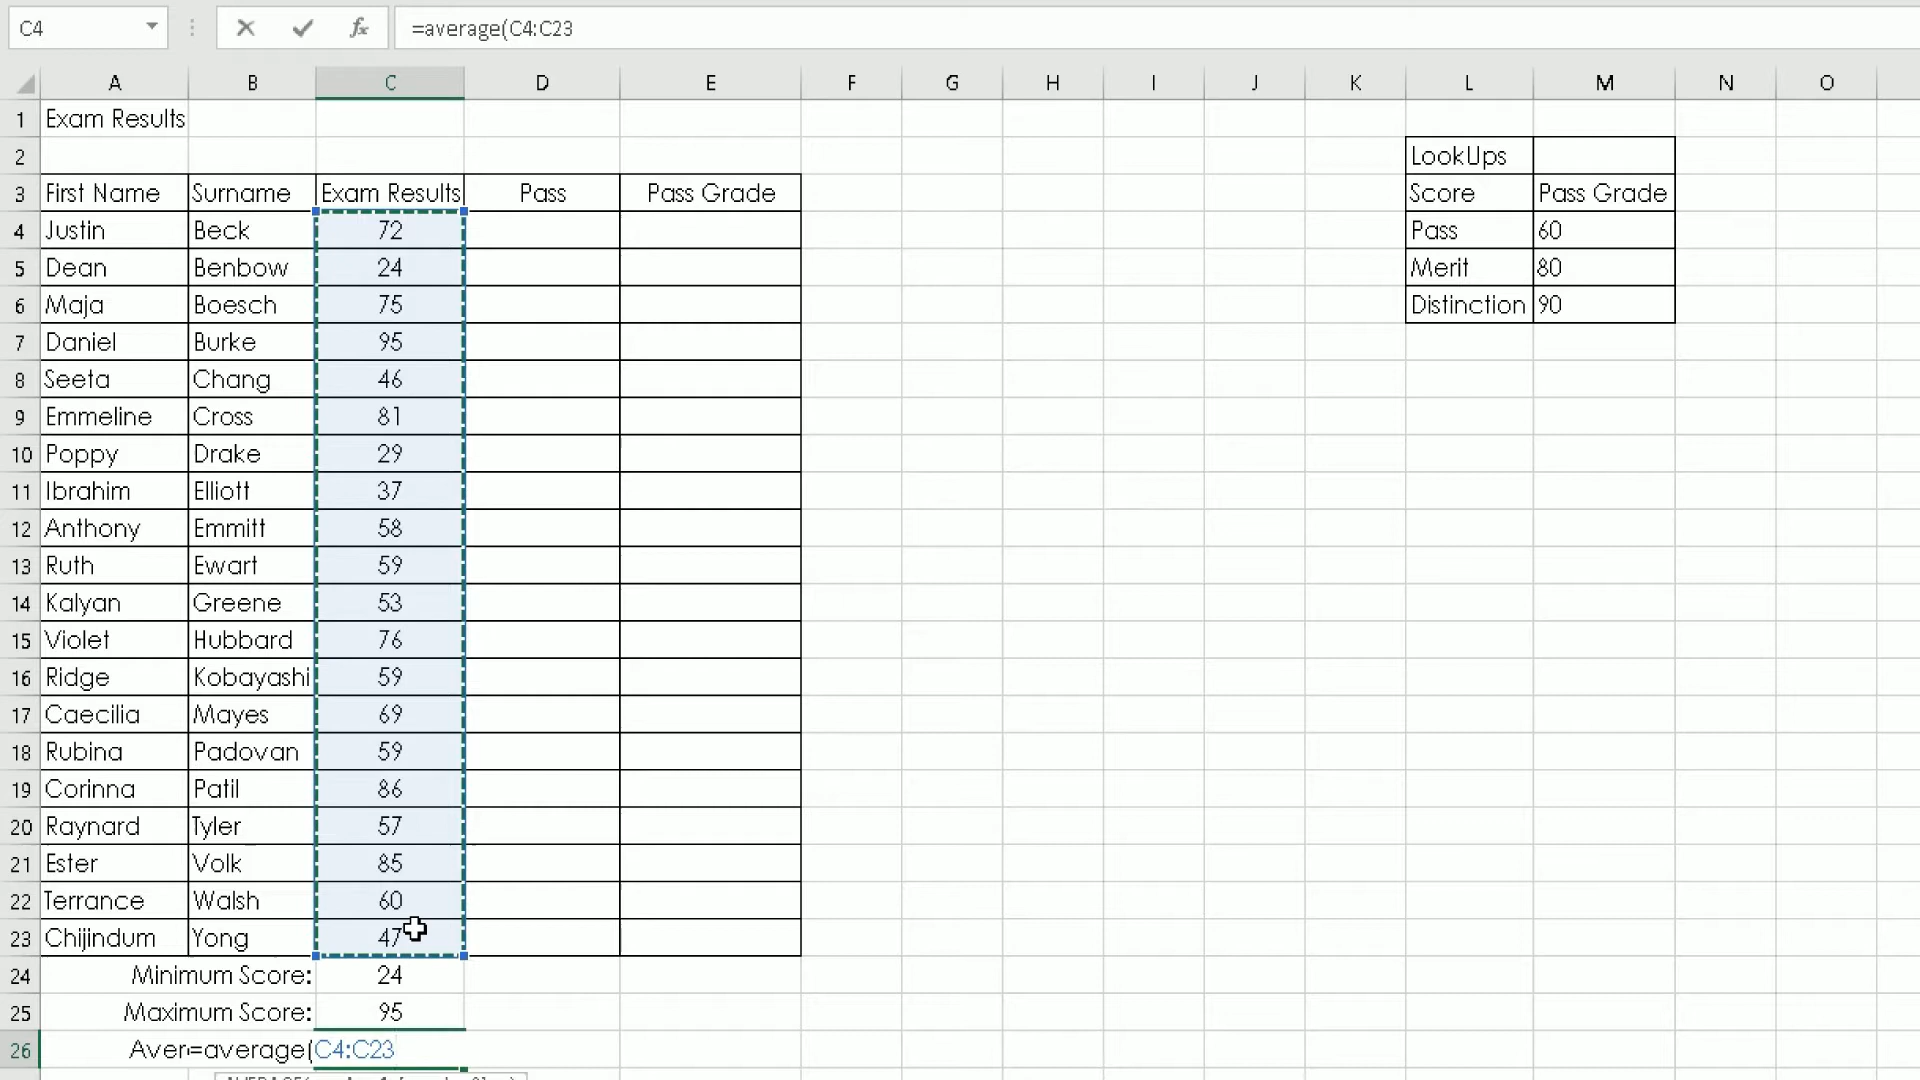 C4 fx =average(C4:C23
A B C D E F G H I J K L M N O
1 Exam Results
2 LookUps
3 First Name Surname Exam Results Pass Pass Grade Score Pass Grade
4 Justin Beck 72 Pass 60
5 Dean Benbow 24 Merit 80
6 Maja Boesch 75 Distinction 90
7 Daniel Burke 95
8 Seeta Chang 46
9 Emmeline Cross 81
10 Poppy Drake 29
11 Ibrahim Elliott 37
12 Anthony Emmitt 58
13 Ruth Ewart 59
14 Kalyan Greene 53
15 Violet Hubbard 76
16 Ridge Kobayashi 59
17 Caecilia Mayes 69
18 Rubina Padovan 59
19 Corinna Patil 86
20 Raynard Tyler 57
21 Ester Volk 85
22 Terrance Walsh 60
23 Chijindum Yong 47
24 Minimum Score: 24
25 Maximum Score: 95
26 Aver=average(C4:C23